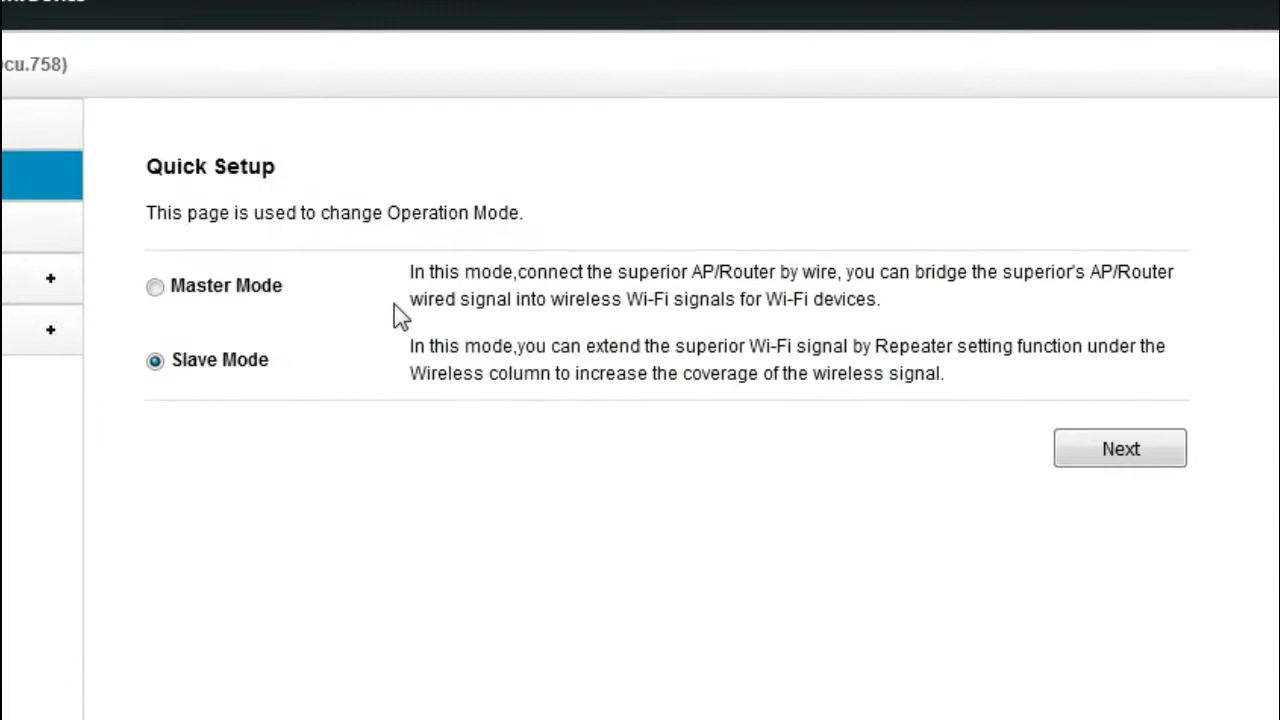 cu.758)
+
+
Quick Setup
This page is used to change Operation Mode.
Master Mode
In this mode,connect the superior AP/Router by wire, you can bridge the superior's AP/Router
wired signal into wireless Wi-Fi signals for Wi-Fi devices.
Slave Mode
In this mode,you can extend the superior Wi-Fi signal by Repeater setting function under the
Wireless column to increase the coverage of the wireless signal.
Next